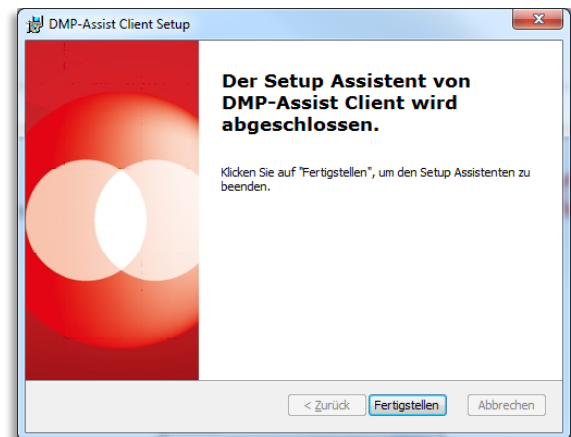 DMP-Assist Client Setup
Der Setup Assistent von
DMP-Assist Client wird
abgeschlossen.
Klicken Sie auf "Fertigstellen", um den Setup Assistenten zu
beenden.
< Zurück Fertigstellen Abbrechen